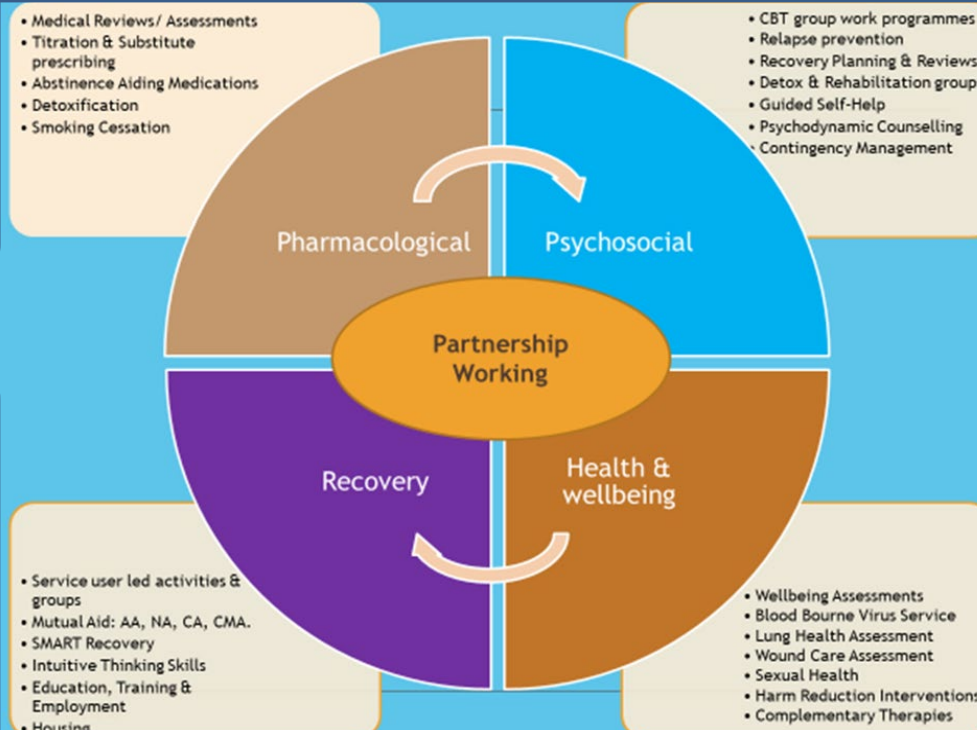 • Medical Reviews/ Assessments
• Titration & Substitute
prescribing
• Abstinence Aiding Medications
• Detoxification
• Smoking Cessation
• CBT group work programmes
• Relapse prevention
• Recovery Planning & Reviews
• Detox & Rehabilitation group
• Guided Self-Help
• Psychodynamic Counselling
• Contingency Management
Pharmacological
Psychosocial
Partnership
Working
Recovery
Health &
wellbeing
• Service user led activities &
groups
• Mutual Aid: AA, NA, CA, CMA.
• SMART Recovery
• Intuitive Thinking Skills
• Education, Training &
Employment
• Housing
• Wellbeing Assessments
• Blood Bourne Virus Service
• Lung Health Assessment
• Wound Care Assessment
• Sexual Health
• Harm Reduction Interventions
• Complementary Therapies